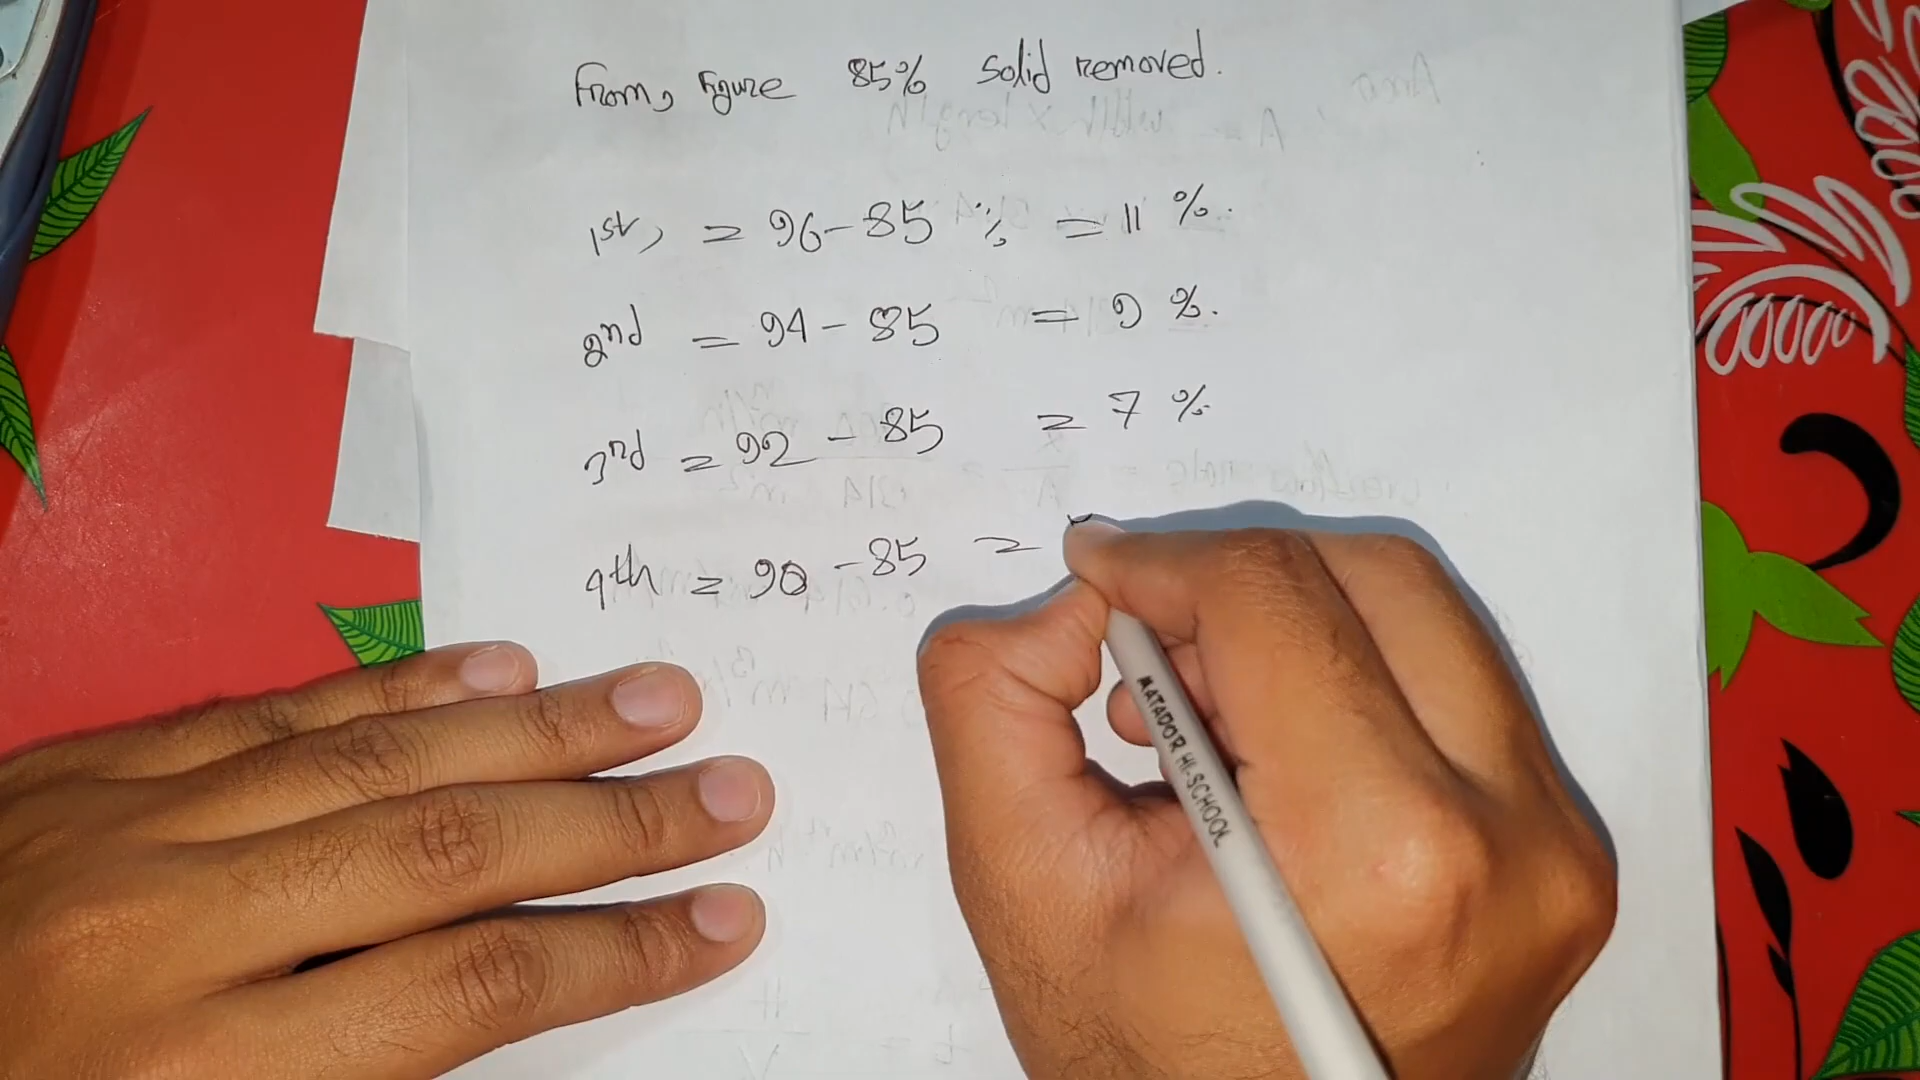 From, Figure 85% solid removed.
1st, = 96 - 85 % = 11 %.
2nd = 94 - 85 = 9 %.
3nd = 92 - 85 = 7 %
4th = 90 - 85 =
MATADOR HI-SCHOOL